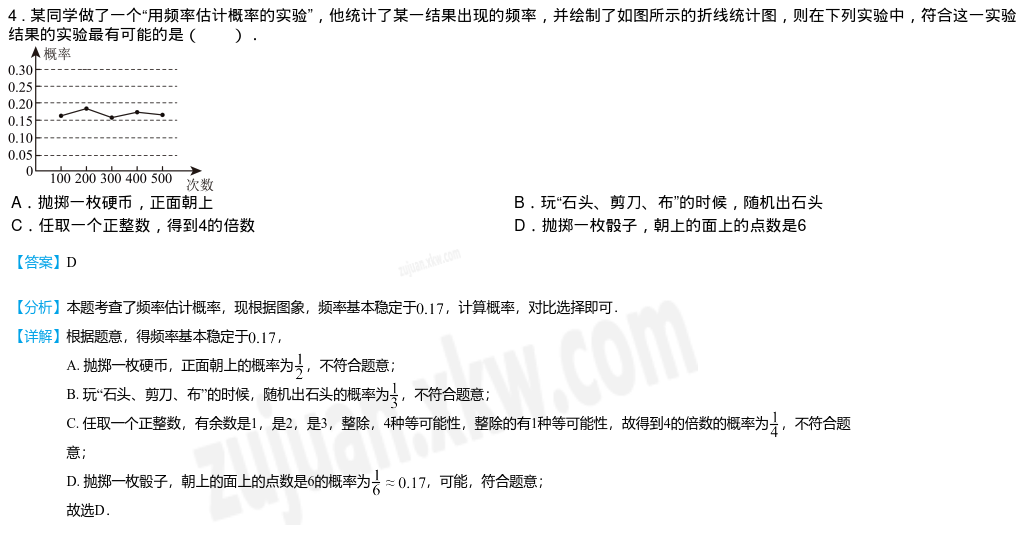 4．某同学做了一个“用频率估计概率的实验”，他统计了某一结果出现的频率，并绘制了如图所示的折线统计图，则在下列实验中，符合这一实验
结果的实验最有可能的是（　　）．
概率
0.30
0.25
0.20
0.15
0.10
0.05
0
100 200 300 400 500
次数
A．抛掷一枚硬币，正面朝上
B．玩“石头、剪刀、布”的时候，随机出石头
C．任取一个正整数，得到4的倍数
D．抛掷一枚骰子，朝上的面上的点数是6
【答案】D
【分析】本题考查了频率估计概率，现根据图象，频率基本稳定于0.17，计算概率，对比选择即可．
【详解】根据题意，得频率基本稳定于0.17，
A. 抛掷一枚硬币，正面朝上的概率为1/2，不符合题意；
B. 玩“石头、剪刀、布”的时候，随机出石头的概率为1/3，不符合题意；
C. 任取一个正整数，有余数是1，是2，是3，整除，4种等可能性，整除的有1种等可能性，故得到4的倍数的概率为1/4，不符合题
意；
D. 抛掷一枚骰子，朝上的面上的点数是6的概率为1/6≈0.17，可能，符合题意；
故选D．
zujuan.xkw.com
zujuan.xkw.com